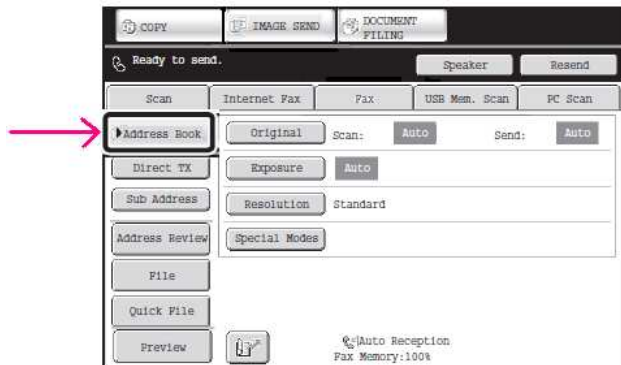 COPY
IMAGE SEND
DOCUMENT
FILING
Ready to send.
Speaker
Resend
Scan
Internet Fax
Fax
USB Mem. Scan
PC Scan
Address Book
Original
Scan:
Auto
Send:
Auto
Direct TX
Exposure
Auto
Sub Address
Resolution
Standard
Address Review
Special Modes
File
Quick File
Preview
Auto Reception
Fax Memory:100%